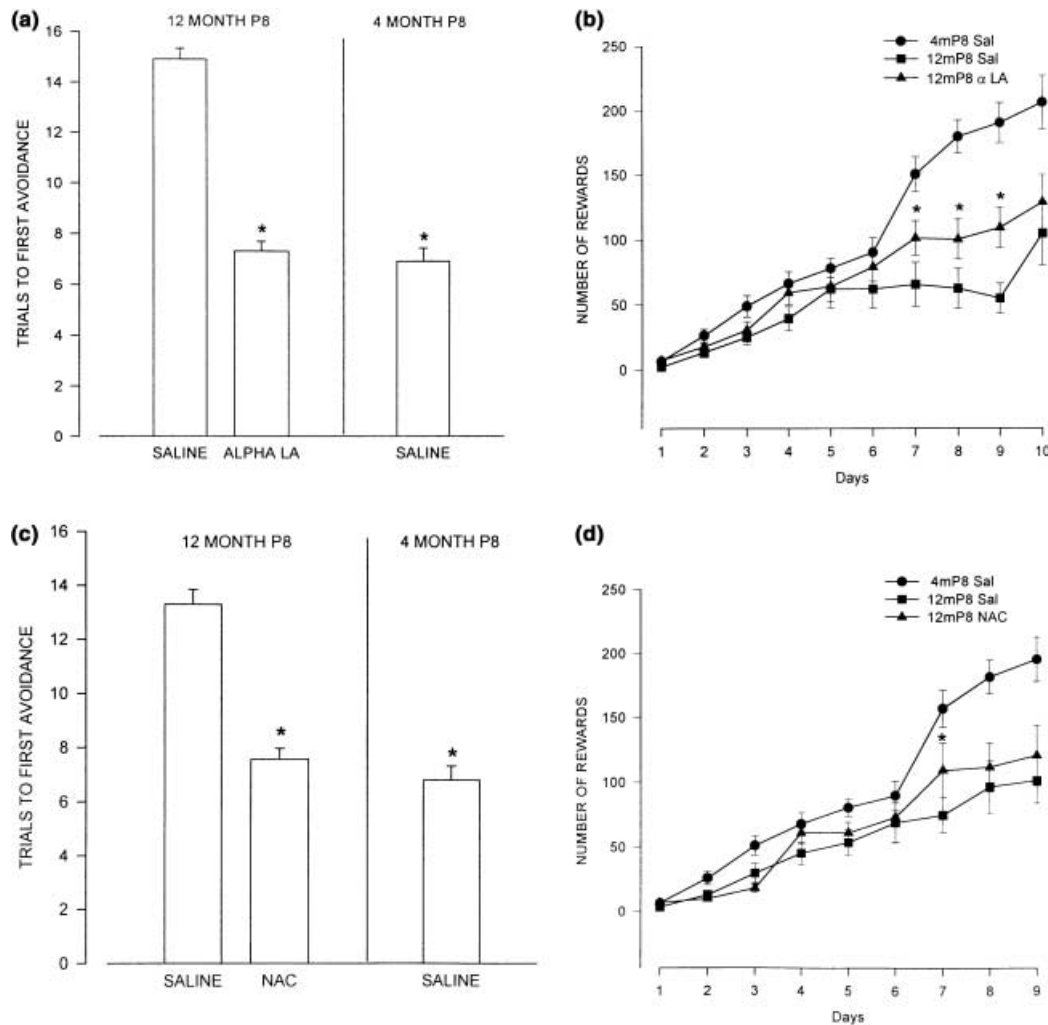 (a)
12 MONTH P8 4 MONTH P8
16
14
12
10
8
6
4
2
0
TRIALS TO FIRST AVOIDANCE
*
*
SALINE ALPHA LA SALINE
(b)
4mP8 Sal
12mP8 Sal
12mP8 α LA
250
200
150
100
50
0
NUMBER OF REWARDS
* * *
1 2 3 4 5 6 7 8 9 10
Days
(c)
12 MONTH P8 4 MONTH P8
16
14
12
10
8
6
4
2
0
TRIALS TO FIRST AVOIDANCE
*
*
SALINE NAC SALINE
(d)
4mP8 Sal
12mP8 Sal
12mP8 NAC
250
200
150
100
50
0
NUMBER OF REWARDS
*
1 2 3 4 5 6 7 8 9
Days